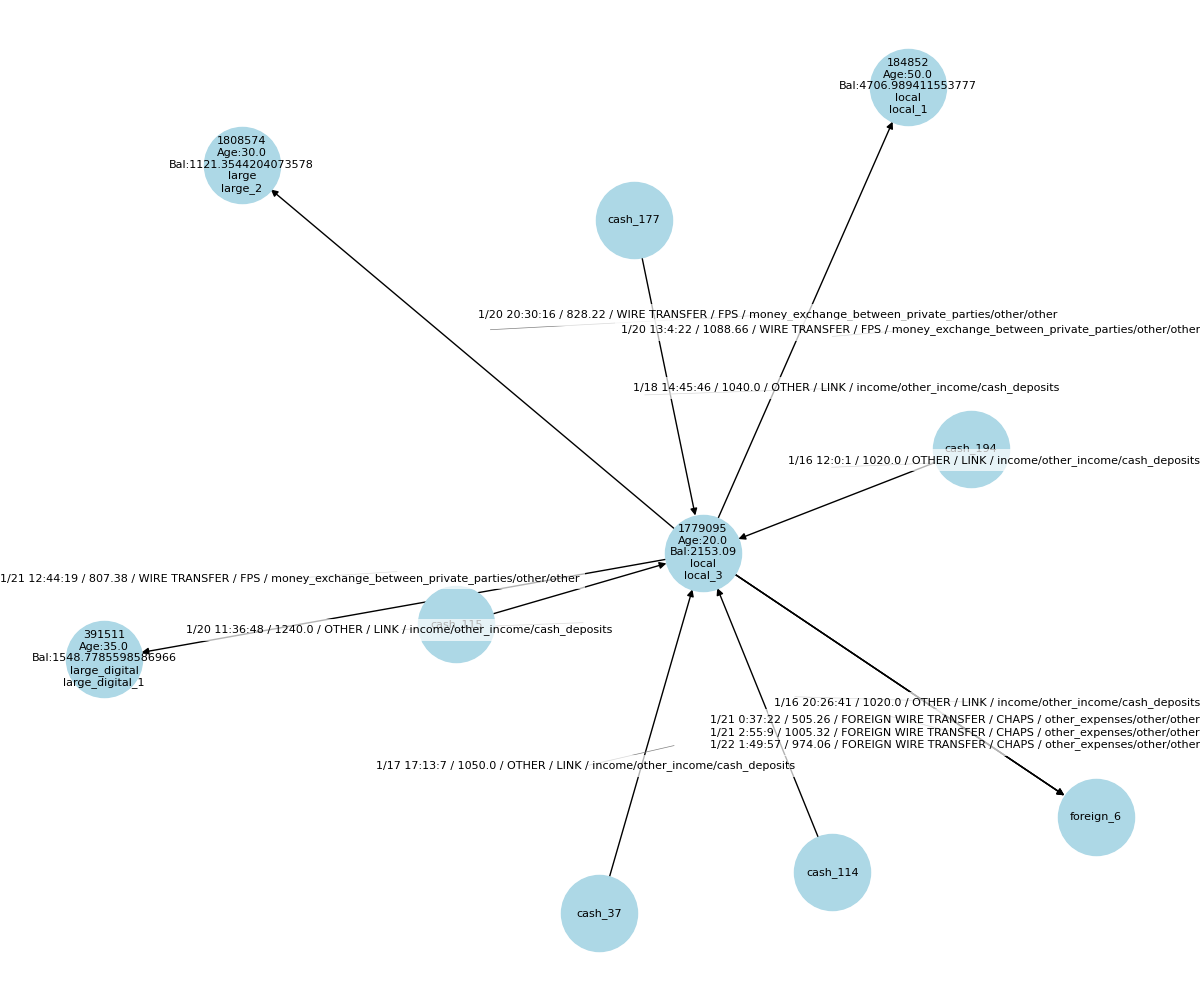 184852
Age:50.0
Bal:4706.989411553777
local
local_1
1808574
Age:30.0
Bal:1121.3544204073578
large
large_2
cash_177
1/20 20:30:16 / 828.22 / WIRE TRANSFER / FPS / money_exchange_between_private_parties/other/other
1/20 13:4:22 / 1088.66 / WIRE TRANSFER / FPS / money_exchange_between_private_parties/other/other
1/18 14:45:46 / 1040.0 / OTHER / LINK / income/other_income/cash_deposits
cash_194
1/16 12:0:1 / 1020.0 / OTHER / LINK / income/other_income/cash_deposits
1779095
Age:20.0
Bal:2153.09
local
local_3
1/21 12:44:19 / 807.38 / WIRE TRANSFER / FPS / money_exchange_between_private_parties/other/other
cash_115
1/20 11:36:48 / 1240.0 / OTHER / LINK / income/other_income/cash_deposits
391511
Age:35.0
Bal:1548.7785598586966
large_digital
large_digital_1
1/16 20:26:41 / 1020.0 / OTHER / LINK / income/other_income/cash_deposits
1/21 0:37:22 / 505.26 / FOREIGN WIRE TRANSFER / CHAPS / other_expenses/other/other
1/21 2:55:9 / 1005.32 / FOREIGN WIRE TRANSFER / CHAPS / other_expenses/other/other
1/22 1:49:57 / 974.06 / FOREIGN WIRE TRANSFER / CHAPS / other_expenses/other/other
1/17 17:13:7 / 1050.0 / OTHER / LINK / income/other_income/cash_deposits
foreign_6
cash_114
cash_37